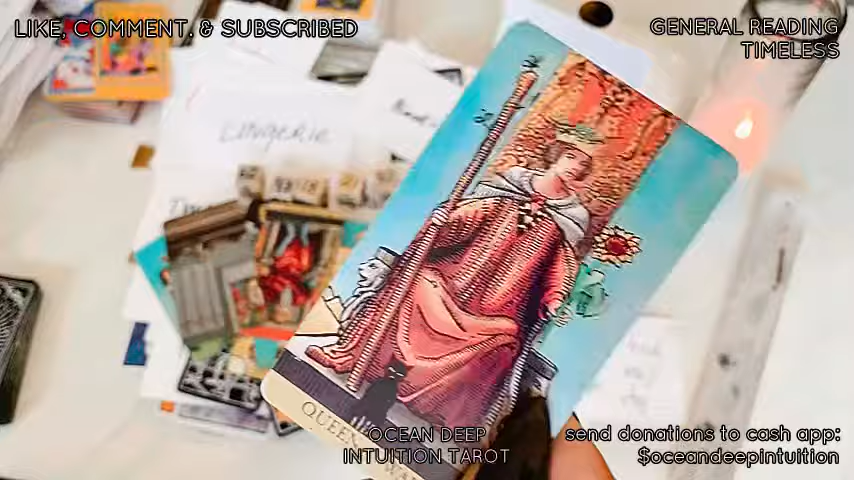 LIKE, COMMENT. & SUBSCRIBED
GENERAL READING
TIMELESS
Lingerie
QUEEN
OCEAN DEEP
INTUITION TAROT
send donations to cash app:
$oceandeepintuition